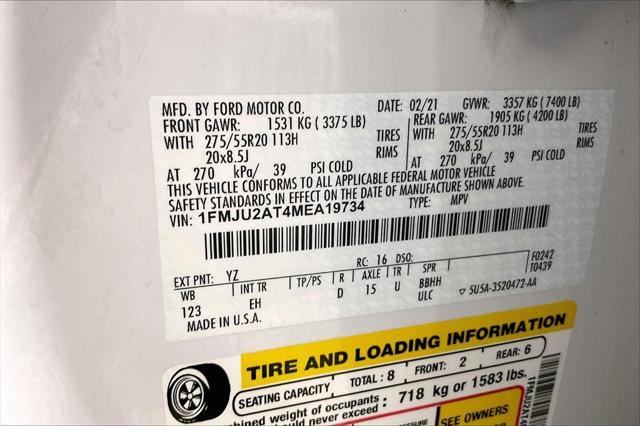 MFD. BY FORD MOTOR CO. DATE: 02/21 GVWR: 3357 KG ( 7400 LB)
FRONT GAWR: 1531 KG ( 3375 LB) REAR GAWR: 1905 KG ( 4200 LB)
WITH 275/55R20 113H TIRES WITH 275/55R20 113H TIRES
20x8.5J RIMS 20x8.5J RIMS
AT 270 kPa/ 39 PSI COLD AT 270 kPa/ 39 PSI COLD
THIS VEHICLE CONFORMS TO ALL APPLICABLE FEDERAL MOTOR VEHICLE
SAFETY STANDARDS IN EFFECT ON THE DATE OF MANUFACTURE SHOWN ABOVE.
VIN: 1FMJU2AT4MEA19734 TYPE: MPV
EXT PNT: YZ RC: 16 DSO: F0242
WB INT TR TP/PS R AXLE TR SPR T0439
123 EH D 15 U BBHH
ULC ▽ 5U5A-3520472-AA
MADE IN U.S.A.
TIRE AND LOADING INFORMATION
SEATING CAPACITY TOTAL: 8 FRONT: 2 REAR: 6
weight of occupants : 718 kg or 1583 lbs.
never exceed :
SEE OWNERS